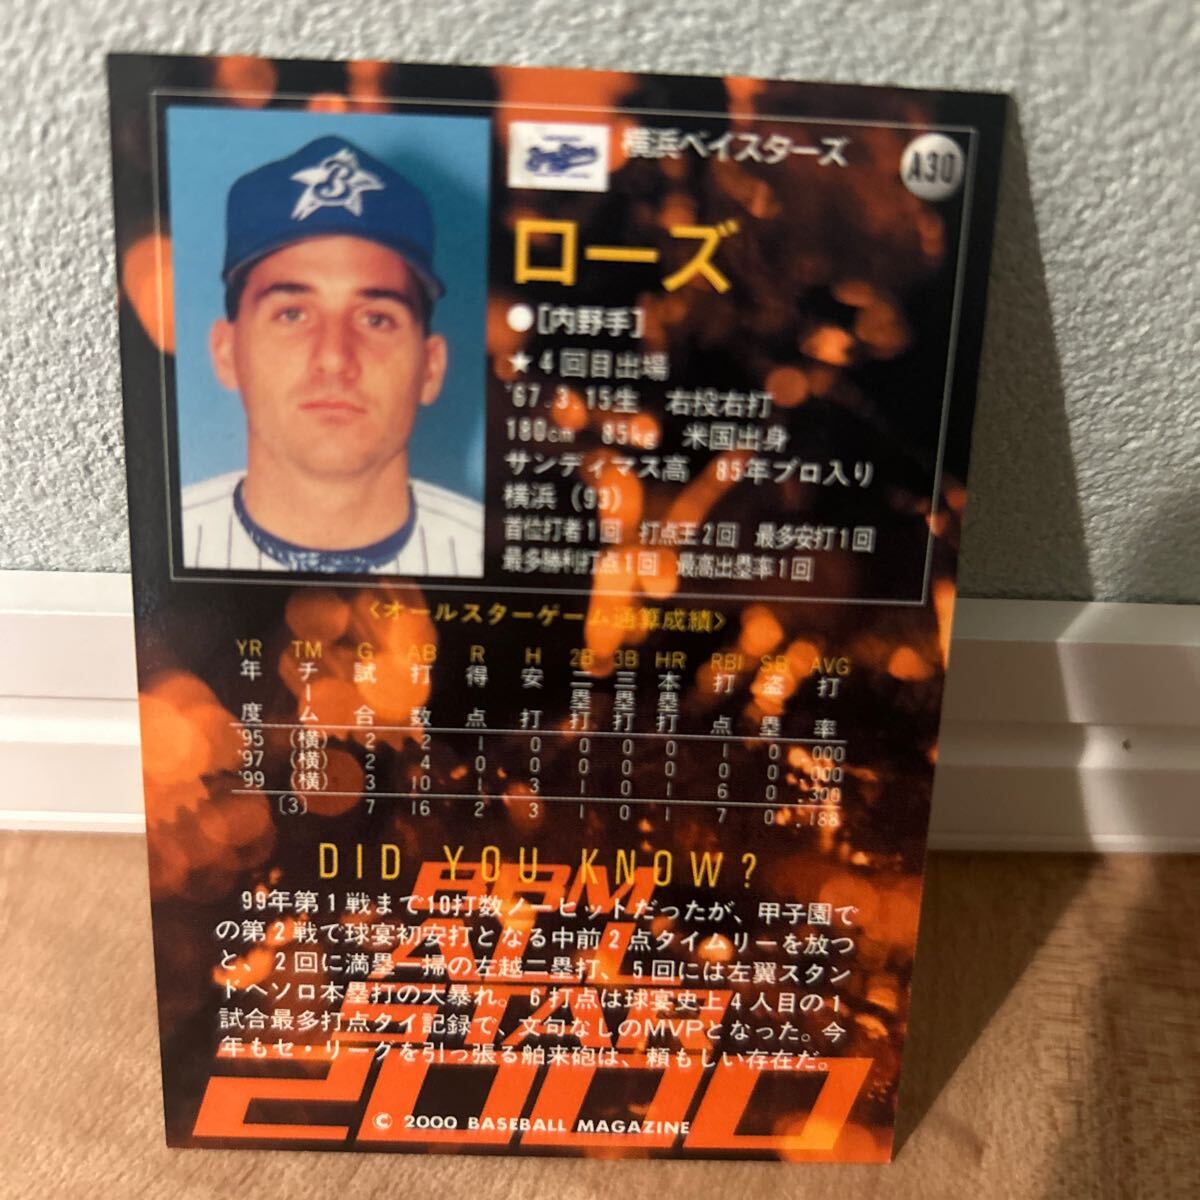 横浜ベイスターズ
A30
B
ローズ
●[内野手]
★4回目出場
'67.3.15生 右投右打
180cm 85kg 米国出身
サンディマス高 85年プロ入り
横浜(93)
首位打者1回 打点王2回 最多安打1回
最多勝利打点1回 最高出塁率1回
<オールスターゲーム通算成績>
YR TM G AB R H 2B 3B HR RBI SB AVG
年度 チーム 試合 打数 得点 安打 二塁打 三塁打 本塁打 打点 盗塁 打率
'95 (横) 2 2 1 0 0 0 0 1 0 .000
'97 (横) 2 4 0 0 0 0 0 0 0 .000
'99 (横) 3 10 1 3 1 0 1 6 0 .300
(3) 7 16 2 3 1 0 1 7 0 .188
DID YOU KNOW?
99年第1戦まで10打数ノーヒットだったが、甲子園で
の第2戦で球宴初安打となる中前2点タイムリーを放つ
と、2回に満塁一掃の左越二塁打、5回には左翼スタン
ドへソロ本塁打の大暴れ。6打点は球宴史上4人目の1
試合最多打点タイ記録で、文句なしのMVPとなった。今
年もセ・リーグを引っ張る舶来砲は、頼もしい存在だ。
BBM
ALL
STAR
2000
© 2000 BASEBALL MAGAZINE